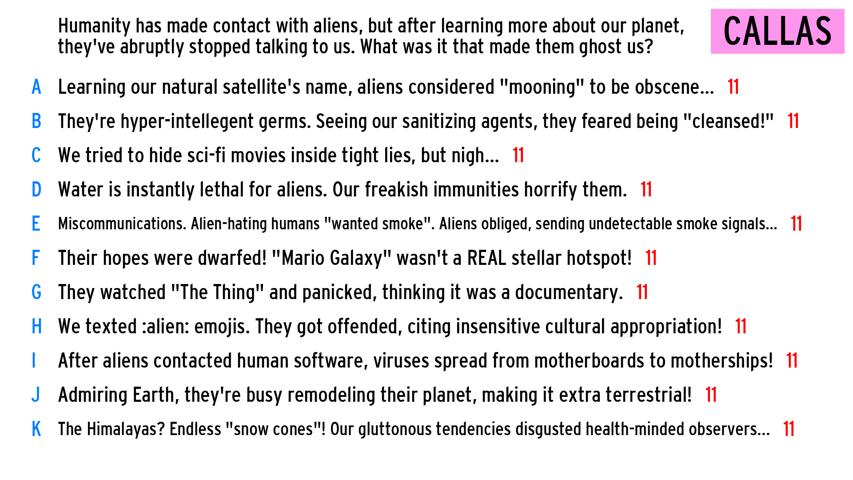 Humanity has made contact with aliens, but after learning more about our planet,
they've abruptly stopped talking to us. What was it that made them ghost us?
CALLAS
A Learning our natural satellite's name, aliens considered "mooning" to be obscene... 11
B They're hyper-intellegent germs. Seeing our sanitizing agents, they feared being "cleansed!" 11
C We tried to hide sci-fi movies inside tight lies, but nigh... 11
D Water is instantly lethal for aliens. Our freakish immunities horrify them. 11
E Miscommunications. Alien-hating humans "wanted smoke". Aliens obliged, sending undetectable smoke signals... 11
F Their hopes were dwarfed! "Mario Galaxy" wasn't a REAL stellar hotspot! 11
G They watched "The Thing" and panicked, thinking it was a documentary. 11
H We texted :alien: emojis. They got offended, citing insensitive cultural appropriation! 11
I After aliens contacted human software, viruses spread from motherboards to motherships! 11
J Admiring Earth, they're busy remodeling their planet, making it extra terrestrial! 11
K The Himalayas? Endless "snow cones"! Our gluttonous tendencies disgusted health-minded observers... 11